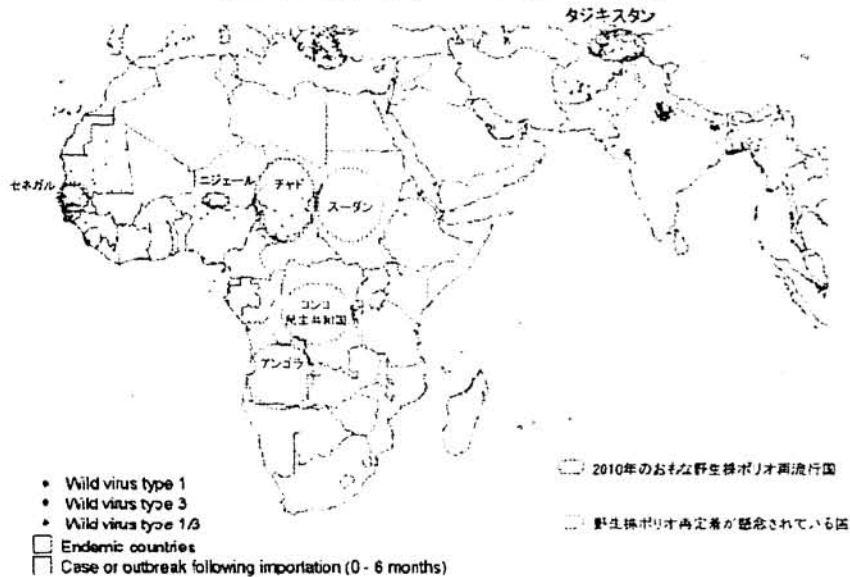 タジキスタン
セネガル
ニジェール
チャド
スーダン
コンゴ
民主共和国
アンゴラ
Wild virus type 1
Wild virus type 3
Wild virus type 1/3
Endemic countries
Case or outbreak following importation (0 - 6 months)
2010年のおもな野生株ポリオ再流行国
野生株ポリオ再定着が懸念されている国